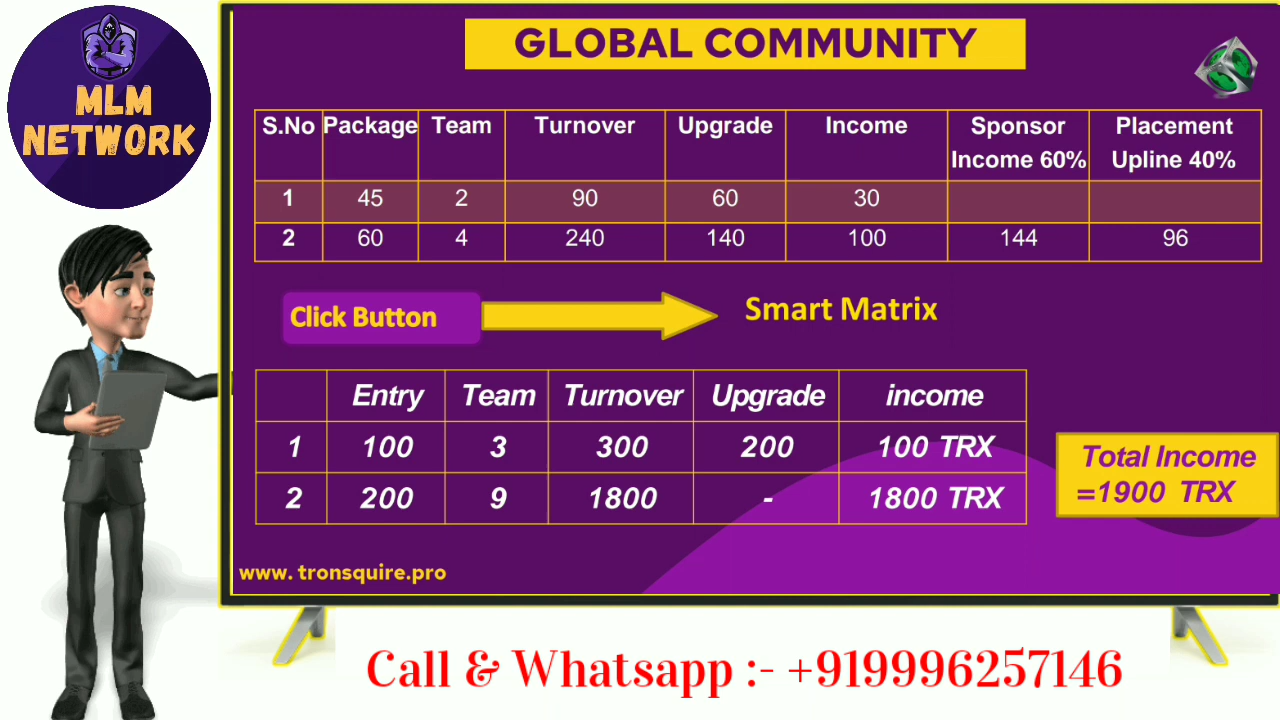 MLM
NETWORK
GLOBAL COMMUNITY
S.No Package Team Turnover Upgrade Income Sponsor Income 60% Placement Upline 40%
1 45 2 90 60 30
2 60 4 240 140 100 144 96
Click Button Smart Matrix
Entry Team Turnover Upgrade income
1 100 3 300 200 100 TRX
2 200 9 1800 - 1800 TRX
Total Income
=1900 TRX
www. tronsquire.pro
Call & Whatsapp :- +919996257146